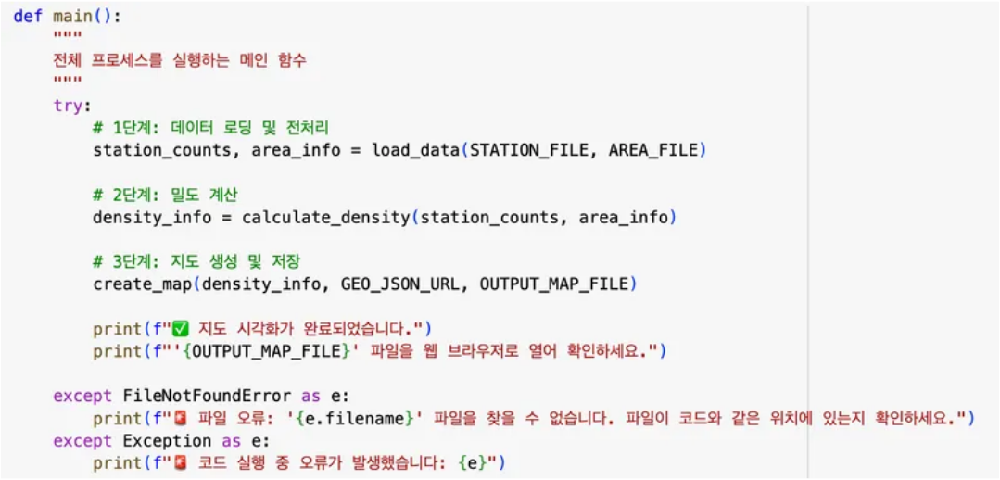 def main():
    """
    전체 프로세스를 실행하는 메인 함수
    """
    try:
        # 1단계: 데이터 로딩 및 전처리
        station_counts, area_info = load_data(STATION_FILE, AREA_FILE)

        # 2단계: 밀도 계산
        density_info = calculate_density(station_counts, area_info)

        # 3단계: 지도 생성 및 저장
        create_map(density_info, GEO_JSON_URL, OUTPUT_MAP_FILE)

        print(f"✅ 지도 시각화가 완료되었습니다.")
        print(f"'{OUTPUT_MAP_FILE}' 파일을 웹 브라우저로 열어 확인하세요.")

    except FileNotFoundError as e:
        print(f"🚨 파일 오류: '{e.filename}' 파일을 찾을 수 없습니다. 파일이 코드와 같은 위치에 있는지 확인하세요.")
    except Exception as e:
        print(f"🚨 코드 실행 중 오류가 발생했습니다: {e}")